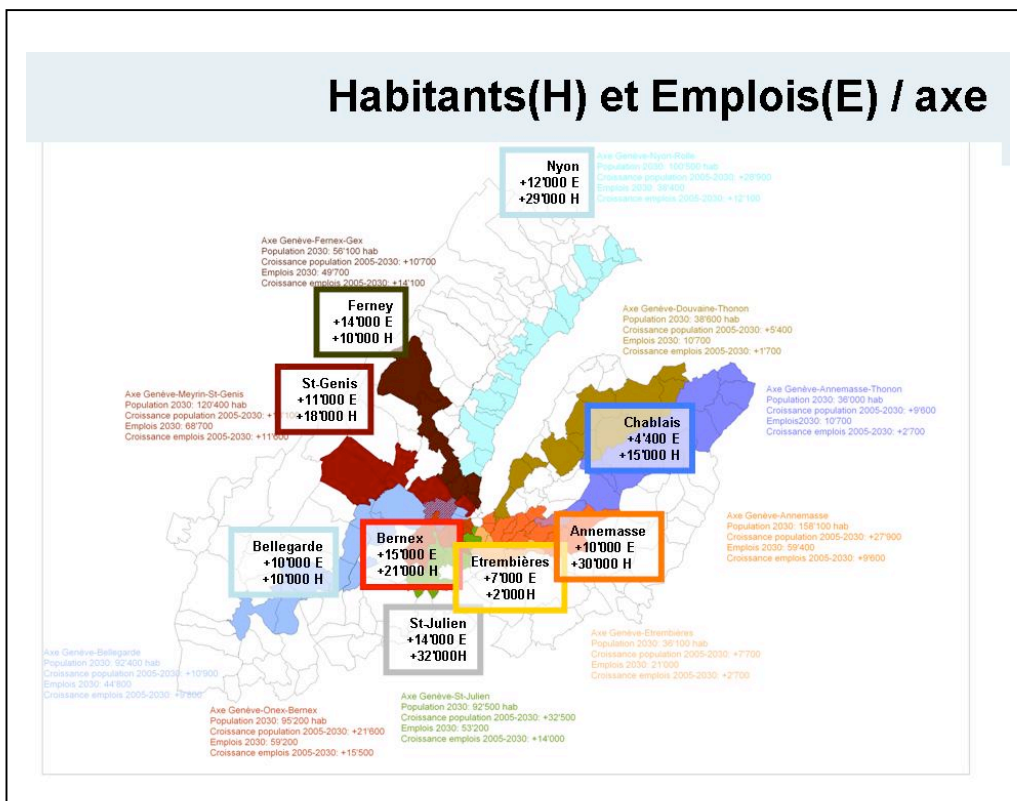 Habitants(H) et Emplois(E) / axe
Nyon
+12'000 E
+29'000 H
Axe Genève-Nyon-Rolle
Population 2030: 100'500 hab
Croissance population 2005-2030: +29'500
Emplois 2030: 36'400
Croissance emplois 2005-2030: +12'100
Axe Genève-Fernex-Gex
Population 2030: 56'100 hab
Croissance population 2005-2030: +10'700
Emplois 2030: 49'700
Croissance emplois 2005-2030: +14'100
Ferney
+14'000 E
+10'000 H
Axe Genève-Douvaine-Thonon
Population 2030: 38'600 hab
Croissance population 2005-2030: +5'400
Emplois 2030: 10'700
Croissance emplois 2005-2030: +1'700
St-Genis
+11'000 E
+18'000 H
Axe Genève-Meyrin-St-Genis
Population 2030: 120'400 hab
Croissance population 2005-2030:
Emplois 2030: 68'700
Croissance emplois 2005-2030: +11'600
Axe Genève-Annemasse-Thonon
Population 2030: 36'000 hab
Croissance population 2005-2030: +9'600
Emplois2030: 10'700
Croissance emplois 2005-2030: +2'700
Chablais
+4'400 E
+15'000 H
Axe Genève-Annemasse
Population 2030: 156'100 hab
Croissance population 2005-2030: +27'900
Emplois 2030: 59'400
Croissance emplois 2005-2030: +9'600
Bellegarde
+10'000 E
+10'000 H
Bernex
+15'000 E
+21'000 H
Etrembières
+7'000 E
+2'000H
Annemasse
+10'000 E
+30'000 H
St-Julien
+14'000 E
+32'000H
Axe Genève-Etrembières
Population 2030: 36'100 hab
Croissance population 2005-2030: +7'700
Emplois 2030: 21'000
Croissance emplois 2005-2030: +2'700
Axe Genève-Bellegarde
Population 2030: 92'400 hab
Croissance population 2005-2030: +10'900
Emplois 2030: 44'800
Croissance emplois 2005-2030: +9'800
Axe Genève-St-Julien
Population 2030: 92'500 hab
Croissance population 2005-2030: +32'500
Emplois 2030: 53'200
Croissance emplois 2005-2030: +14'000
Axe Genève-Onex-Bernex
Population 2030: 95'200 hab
Croissance population 2005-2030: +21'600
Emplois 2030: 59'200
Croissance emplois 2005-2030: +15'500